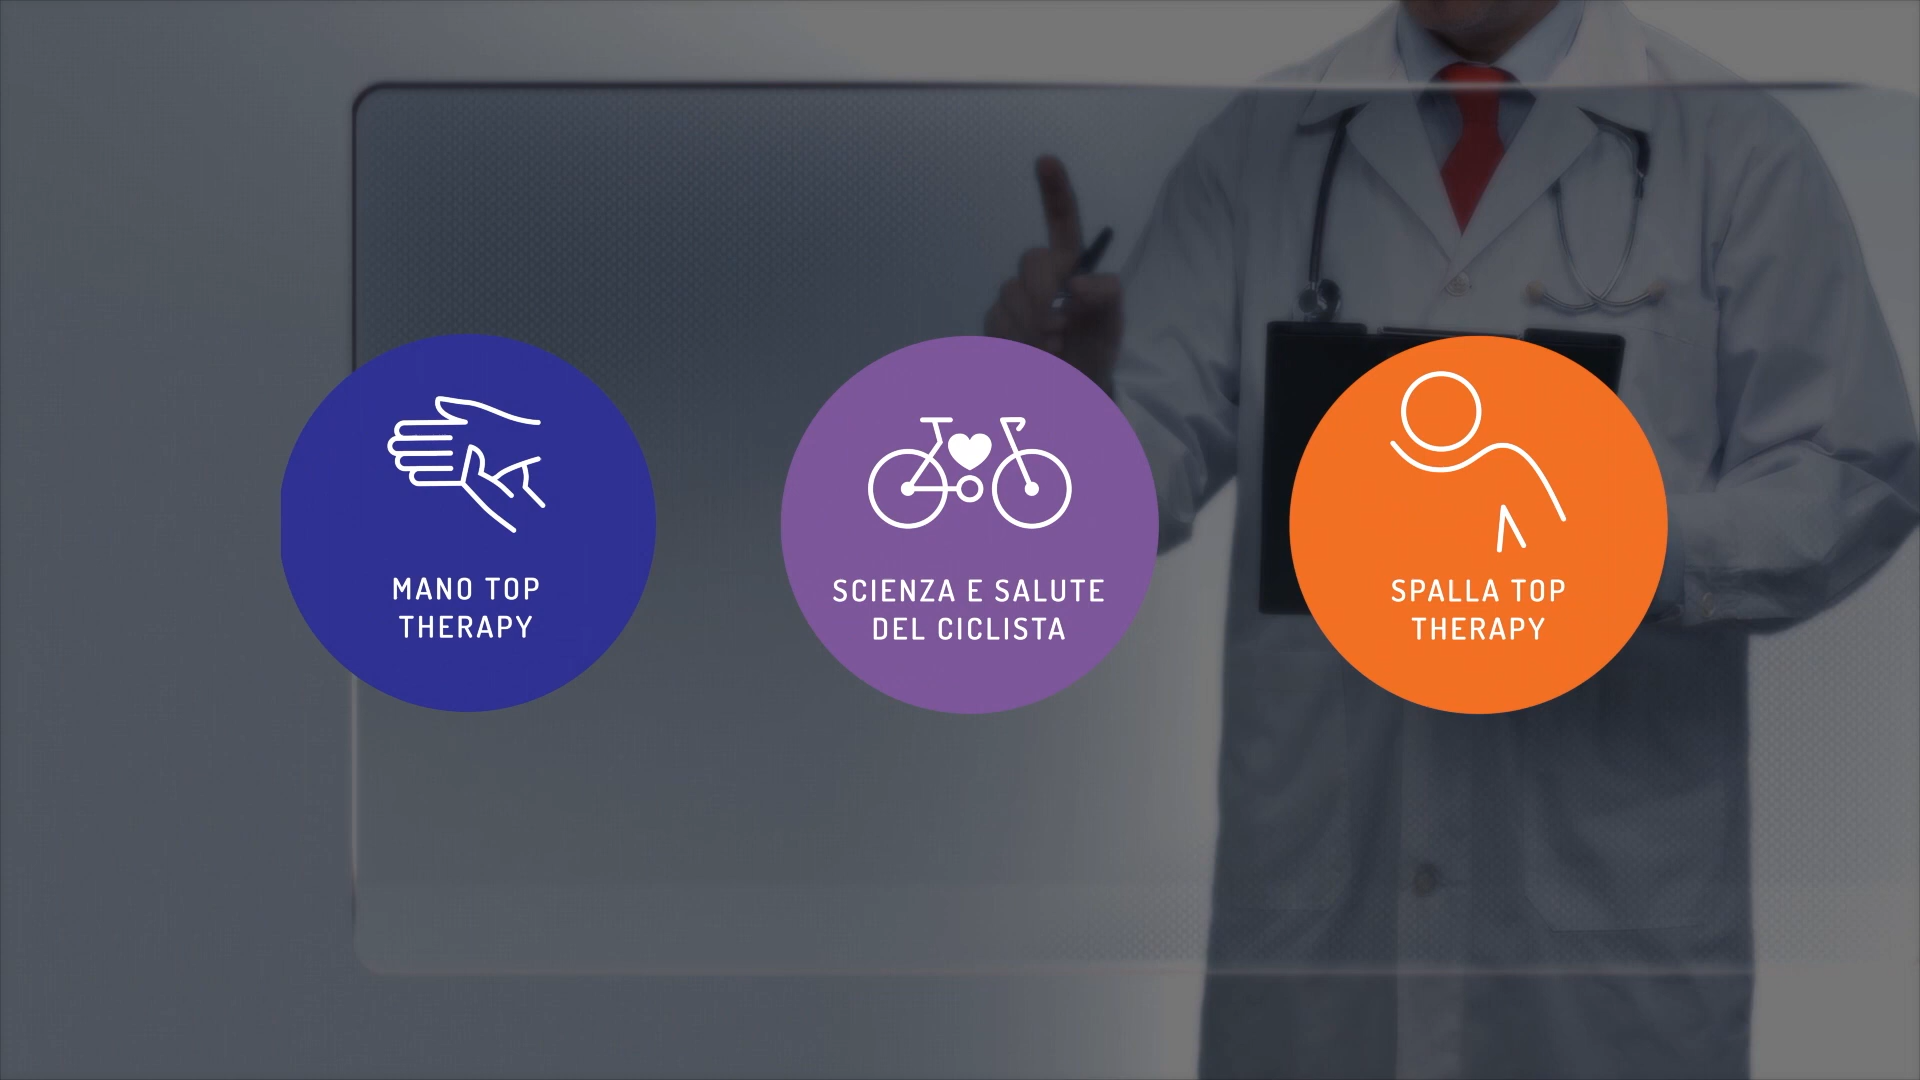 MANO TOP
THERAPY
SCIENZA E SALUTE
DEL CICLISTA
SPALLA TOP
THERAPY